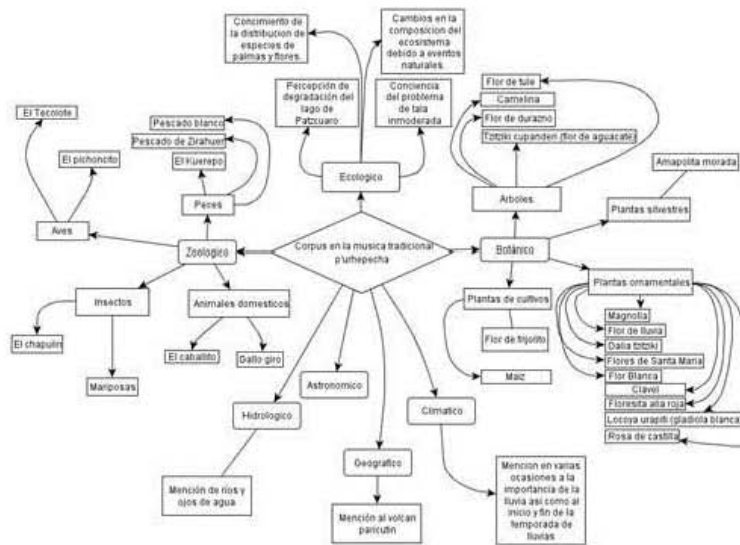 Concimiento de
la distribucion de
especies de
palmas y flores.
Cambios en la
composicion del
ecosistema
debido a eventos
naturales.
Percepción de
degradación del
lago de
Patzcuaro
Conciencia
del problema
de tala
inmoderada
Flor de tule
Camelina
Flor de durazno
Tzitziki cupanden (flor de aguacate)
El Tecolote
El pichoncito
Pescado blanco
Pescado de Zirahuen
El Kuerepo
Ecologico
Amapolita morada
Arboles
Plantas silvestres
Aves
Peces
Zoologico
Corpus en la musica tradicional
p'urhepecha
Botánico
Insectos
Animales domesticos
Plantas de cultivos
Plantas ornamentales
El chapulin
Mariposas
El caballito
Gallo giro
Flor de frijolito
Maiz
Magnolia
Flor de lluvia
Dalia tzitziki
Flores de Santa Maria
Flor Blanca
Clavel
Floresita alta roja
Locoya urapiti (gladiola blanca)
Rosa de castilla
Hidrologico
Astronomico
Climatico
Geografico
Mención de ríos y
ojos de agua
Mención al volcan
paricutin
Mencion en varias
ocasiones a la
importancia de la
lluvia asi como al
inicio y fin de la
temporada de
lluvias